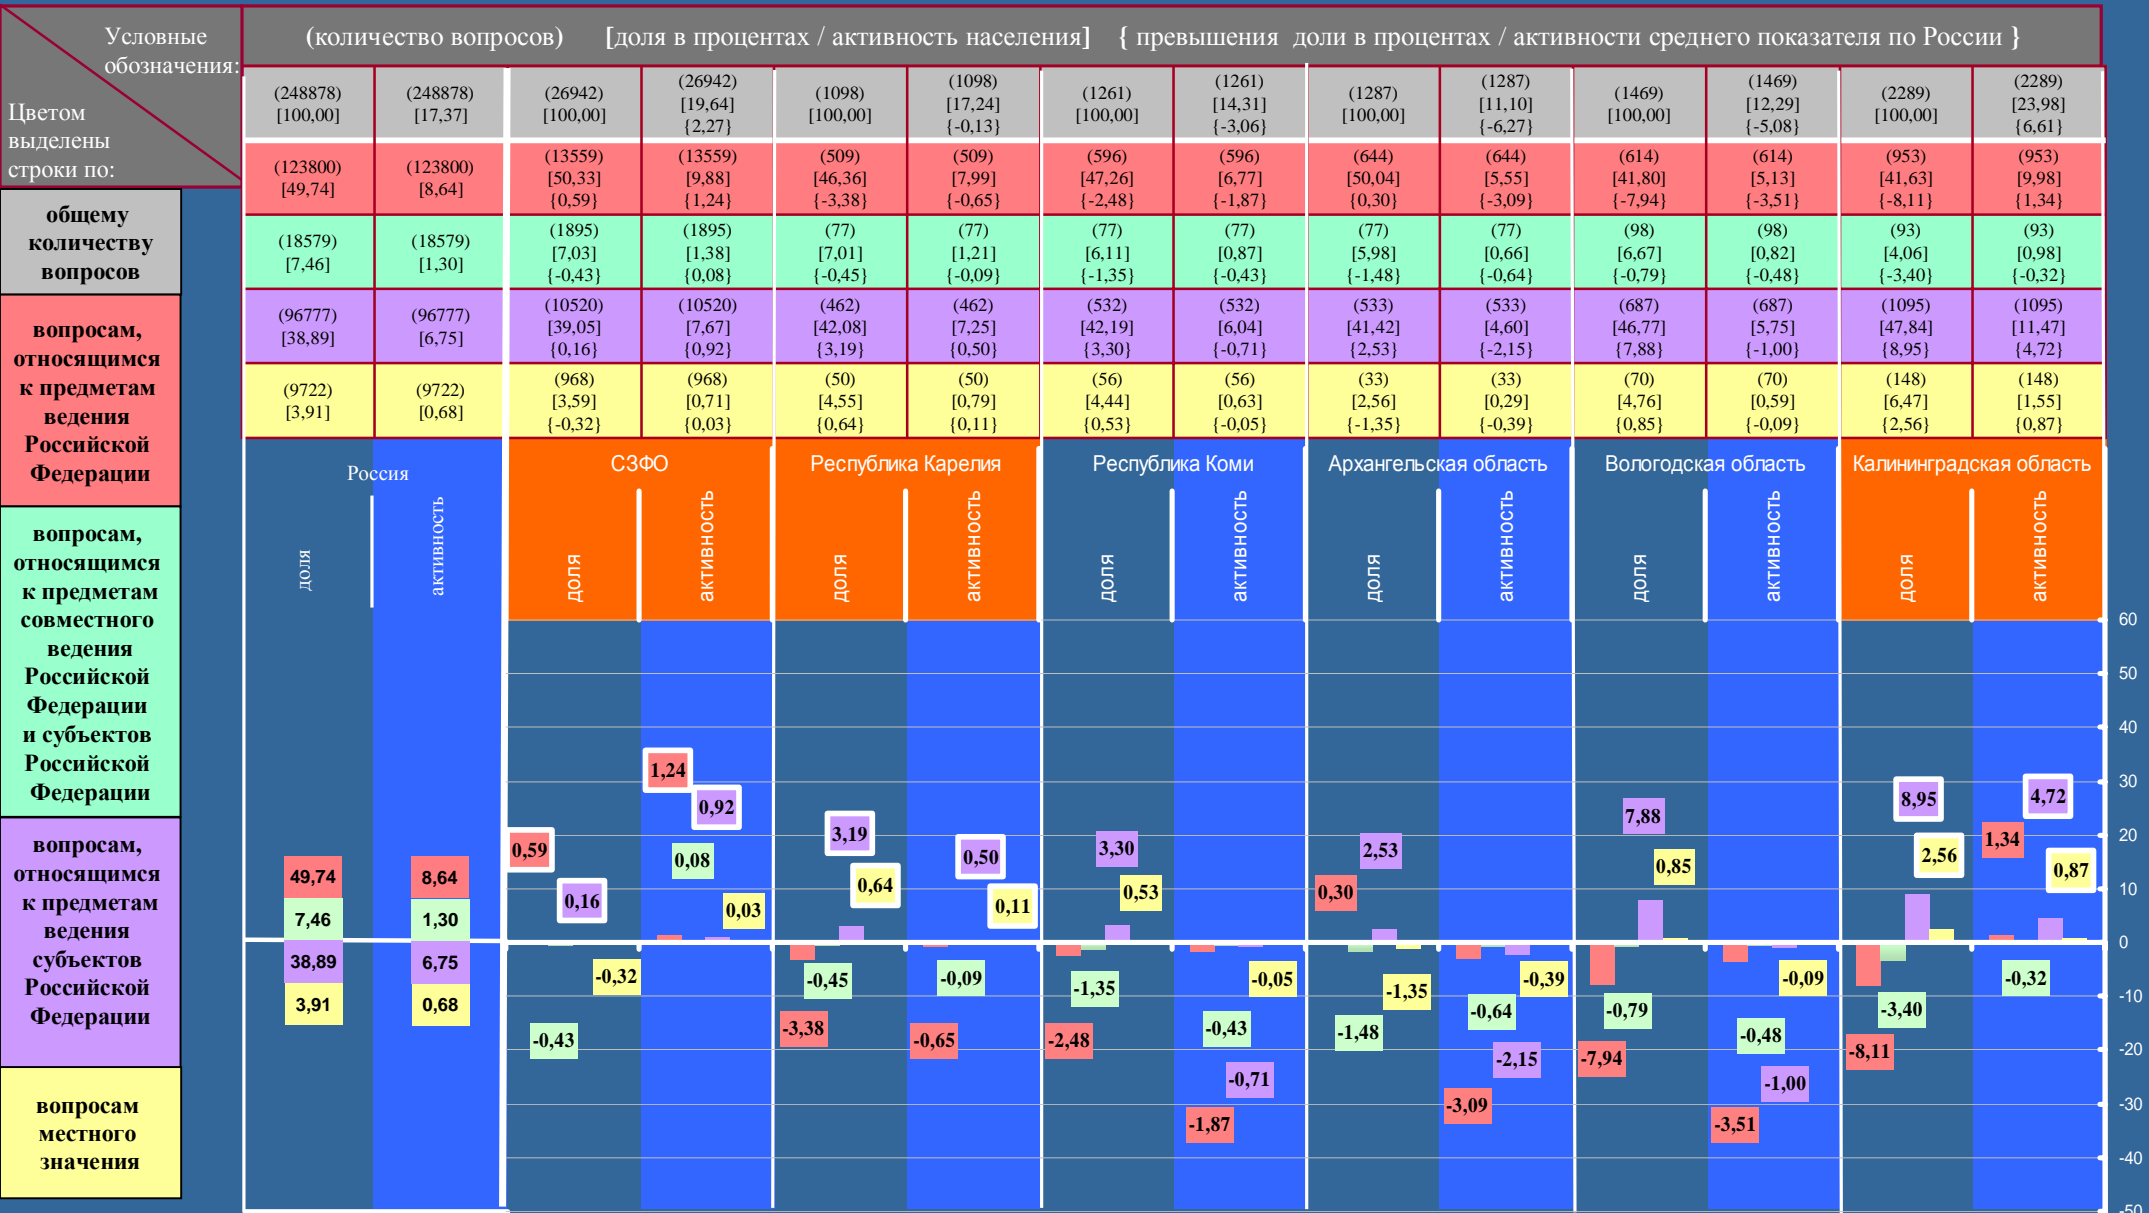 Условные
обозначения:
Цветом
выделены
строки по:
(количество вопросов) [доля в процентах / активность населения] { превышения доли в процентах / активности среднего показателя по России }
(248878) (248878) (26942) (26942) (1098) (1098) (1261) (1261) (1287) (1287) (1469) (1469) (2289) (2289)
[100,00] [17,37] [100,00] [19,64] [100,00] [17,24] [100,00] [14,31] [100,00] [11,10] [100,00] [12,29] [100,00] [23,98]
{2,27} {-0,13} {-3,06} {-6,27} {-5,08} {6,61}
(123800) (123800) (13559) (13559) (509) (509) (596) (596) (644) (644) (614) (614) (953) (953)
[49,74] [8,64] [50,33] [9,88] [46,36] [7,99] [47,26] [6,77] [50,04] [5,55] [41,80] [5,13] [41,63] [9,98]
{0,59} {1,24} {-3,38} {-0,65} {-2,48} {-1,87} {0,30} {-3,09} {-7,94} {-3,51} {-8,11} {1,34}
(18579) (18579) (1895) (1895) (77) (77) (77) (77) (77) (77) (98) (98) (93) (93)
[7,46] [1,30] [7,03] [1,38] [7,01] [1,21] [6,11] [0,87] [5,98] [0,66] [6,67] [0,82] [4,06] [0,98]
{-0,43} {0,08} {-0,45} {-0,09} {-1,35} {-0,43} {-1,48} {-0,64} {-0,79} {-0,48} {-3,40} {-0,32}
(96777) (96777) (10520) (10520) (462) (462) (532) (532) (533) (533) (687) (687) (1095) (1095)
[38,89] [6,75] [39,05] [7,67] [42,08] [7,25] [42,19] [6,04] [41,42] [4,60] [46,77] [5,75] [47,84] [11,47]
{0,16} {0,92} {3,19} {0,50} {3,30} {-0,71} {2,53} {-2,15} {7,88} {-1,00} {8,95} {4,72}
(9722) (9722) (968) (968) (50) (50) (56) (56) (33) (33) (70) (70) (148) (148)
[3,91] [0,68] [3,59] [0,71] [4,55] [0,79] [4,44] [0,63] [2,56] [0,29] [4,76] [0,59] [6,47] [1,55]
{-0,32} {0,03} {0,64} {0,11} {0,53} {-0,05} {-1,35} {-0,39} {0,85} {-0,09} {2,56} {0,87}
общему
количеству
вопросов
вопросам,
относящимся
к предметам
ведения
Российской
Федерации
вопросам,
относящимся
к предметам
совместного
ведения
Российской
Федерации
и субъектов
Российской
Федерации
вопросам,
относящимся
к предметам
ведения
субъектов
Российской
Федерации
вопросам
местного
значения
Россия СЗФО Республика Карелия Республика Коми Архангельская область Вологодская область Калининградская область
доля активность доля активность доля активность доля активность доля активность доля активность доля активность
49,74 8,64
7,46 1,30
38,89 6,75
3,91 0,68
0,59
0,16
-0,43
-0,32
1,24
0,92
0,08
0,03
3,19
0,64
-0,45
-3,38
0,50
0,11
-0,09
-0,65
3,30
0,53
-1,35
-2,48
-0,05
-0,43
-0,71
-1,87
2,53
0,30
-1,35
-1,48
-0,39
-0,64
-2,15
-3,09
7,88
0,85
-0,79
-7,94
-0,09
-0,48
-1,00
-3,51
8,95
2,56
-3,40
-8,11
4,72
1,34
0,87
-0,32
60
50
40
30
20
10
0
-10
-20
-30
-40
-50